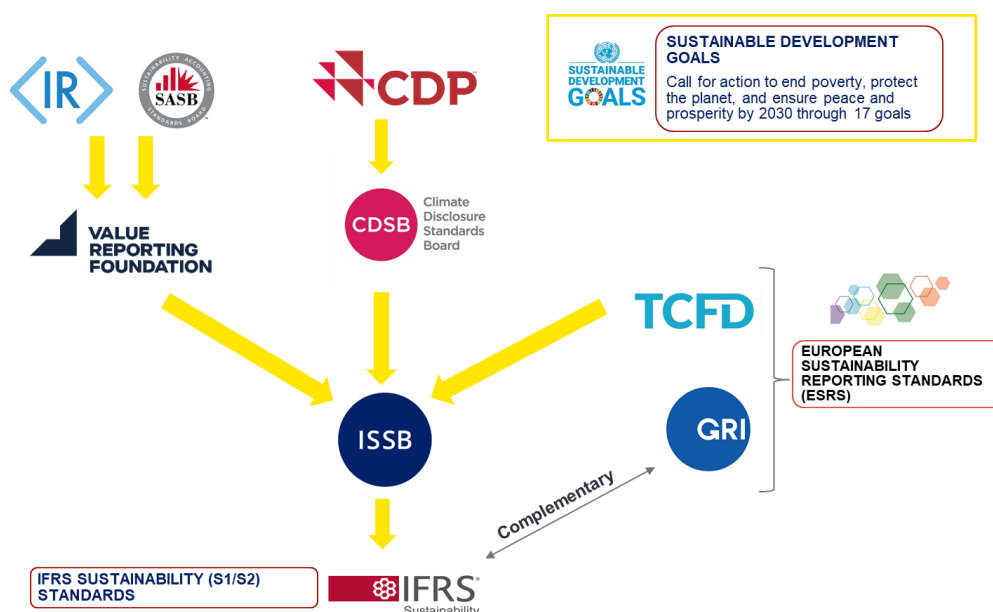 <IR>
SUSTAINABILITY ACCOUNTING
SASB
STANDARDS BOARD
CDP
SUSTAINABLE
DEVELOPMENT
GOALS
SUSTAINABLE DEVELOPMENT
GOALS
Call for action to end poverty, protect
the planet, and ensure peace and
prosperity by 2030 through 17 goals
VALUE
REPORTING
FOUNDATION
CDSB
Climate
Disclosure
Standards
Board
TCFD
EUROPEAN
SUSTAINABILITY
REPORTING STANDARDS
(ESRS)
ISSB
GRI
Complementary
IFRS SUSTAINABILITY (S1/S2)
STANDARDS
IFRS®
Sustainability